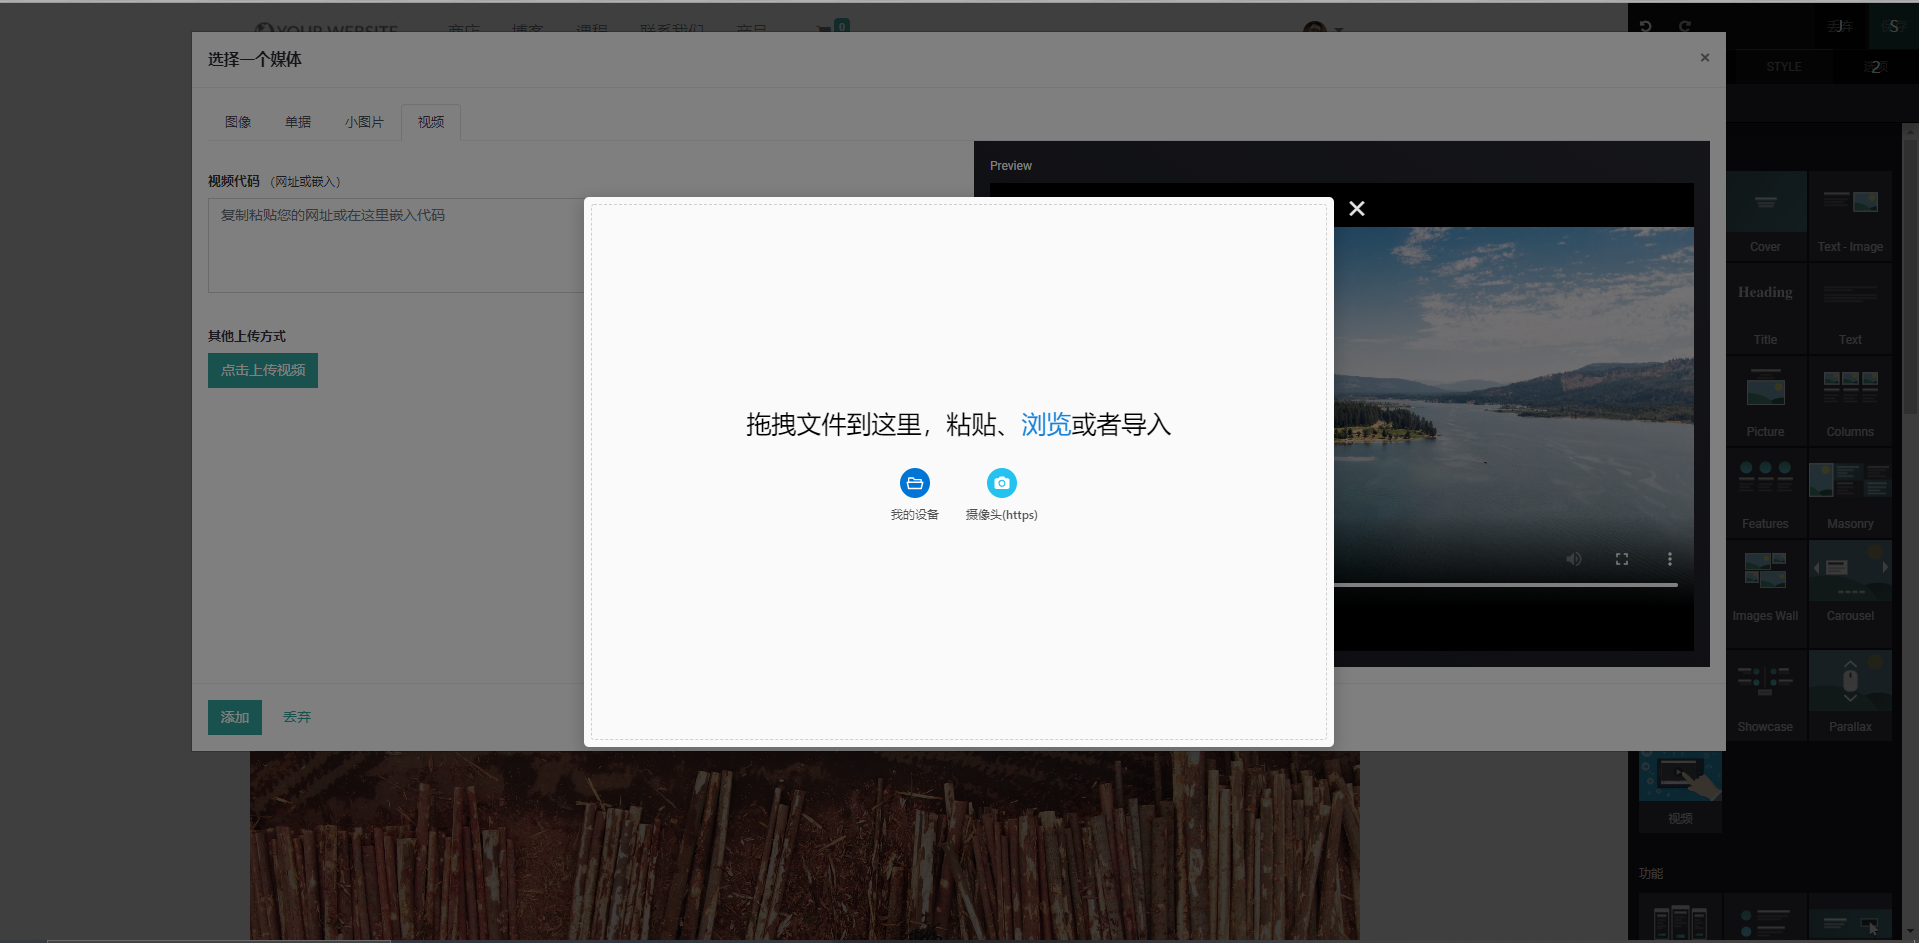 YOUR WEBSITE
商店
博客
课程
联系我们
产品
0
J
S
选择一个媒体
×
STYLE
2
图像
单据
小图片
视频
Preview
视频代码 （网址或嵌入）
复制粘贴您的网址或在这里嵌入代码
其他上传方式
点击上传视频
拖拽文件到这里，粘贴、浏览或者导入
我的设备
摄像头(https)
添加
丢弃
Cover
Text - Image
Heading
Title
Text
Picture
Columns
Features
Masonry
Images Wall
Carousel
Showcase
Parallax
视频
功能